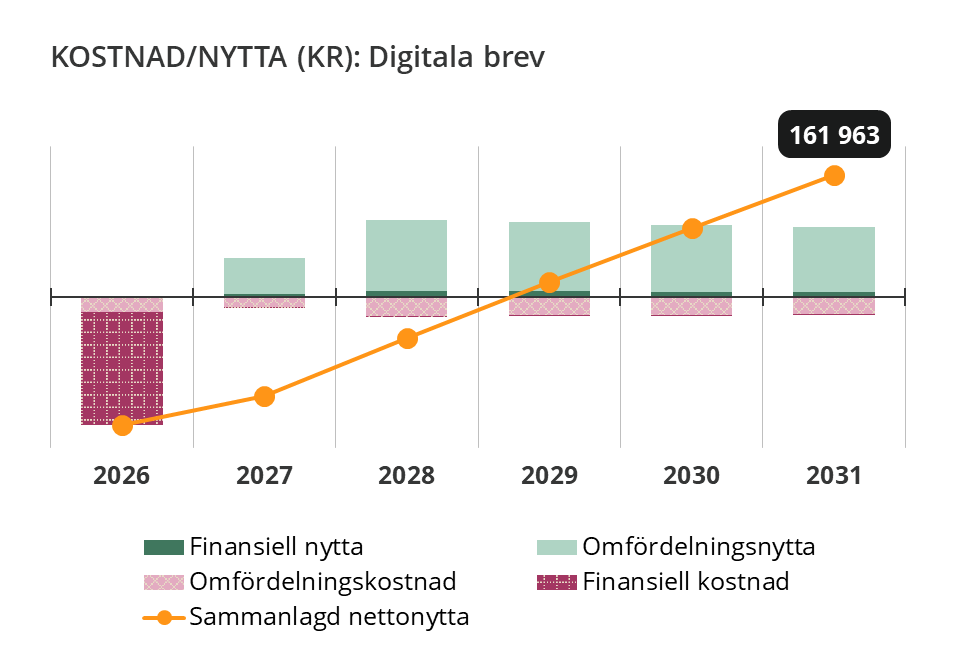 KOSTNAD/NYTTA (KR): Digitala brev
161 963
2026 2027 2028 2029 2030 2031
Finansiell nytta Omfördelningsnytta
Omfördelningskostnad Finansiell kostnad
Sammanlagd nettonytta